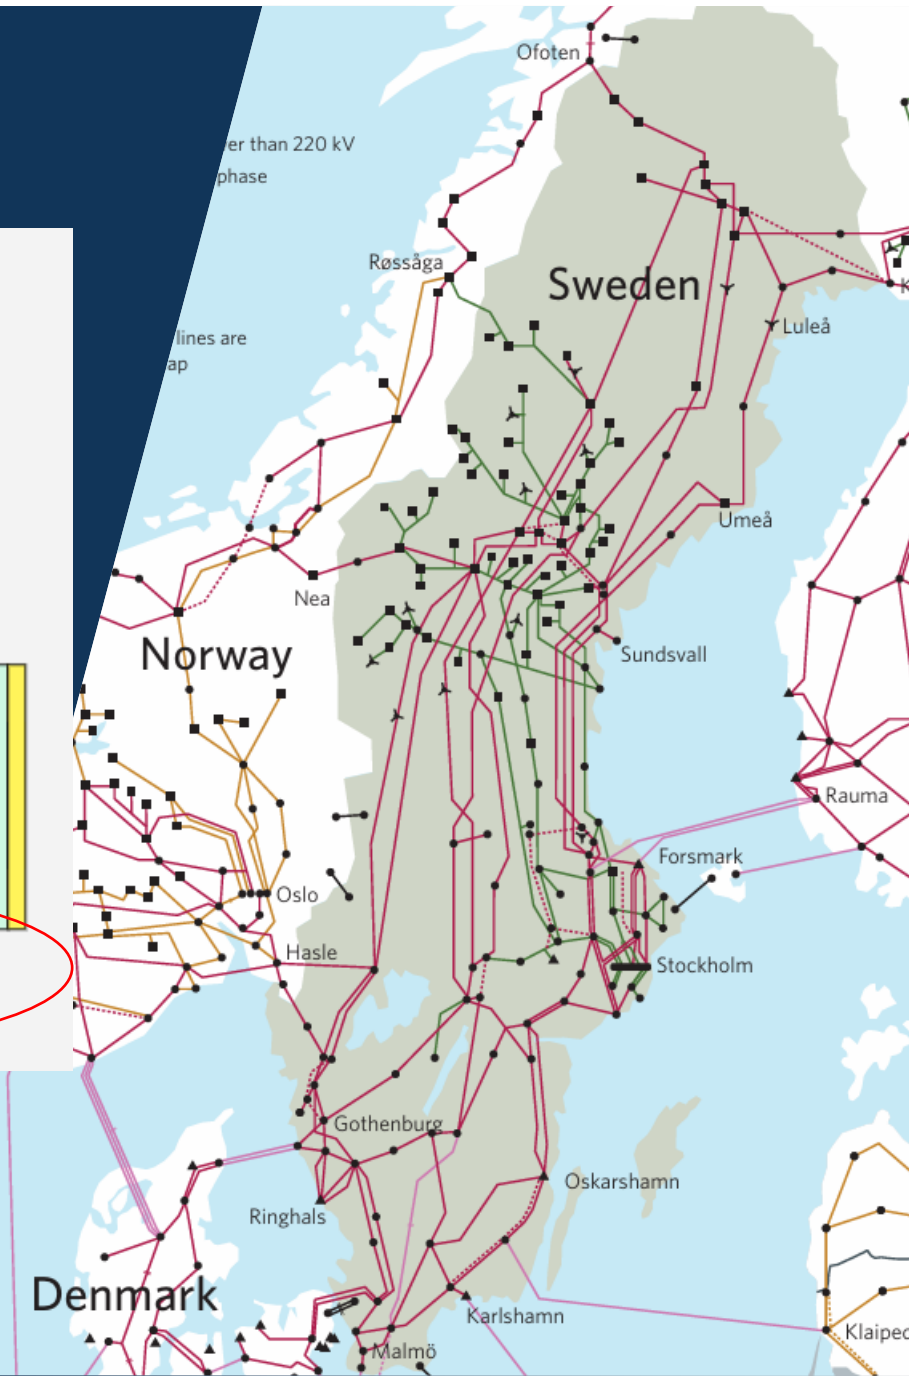 Ofoten
er than 220 kV
phase
Røssåga
Sweden
Luleå
lines are
ap
Umeå
Nea
Norway
Sundsvall
Rauma
Forsmark
Oslo
Hasle
Stockholm
Gothenburg
Oskarshamn
Ringhals
Denmark
Karlshamn
Klaipec
Malmö